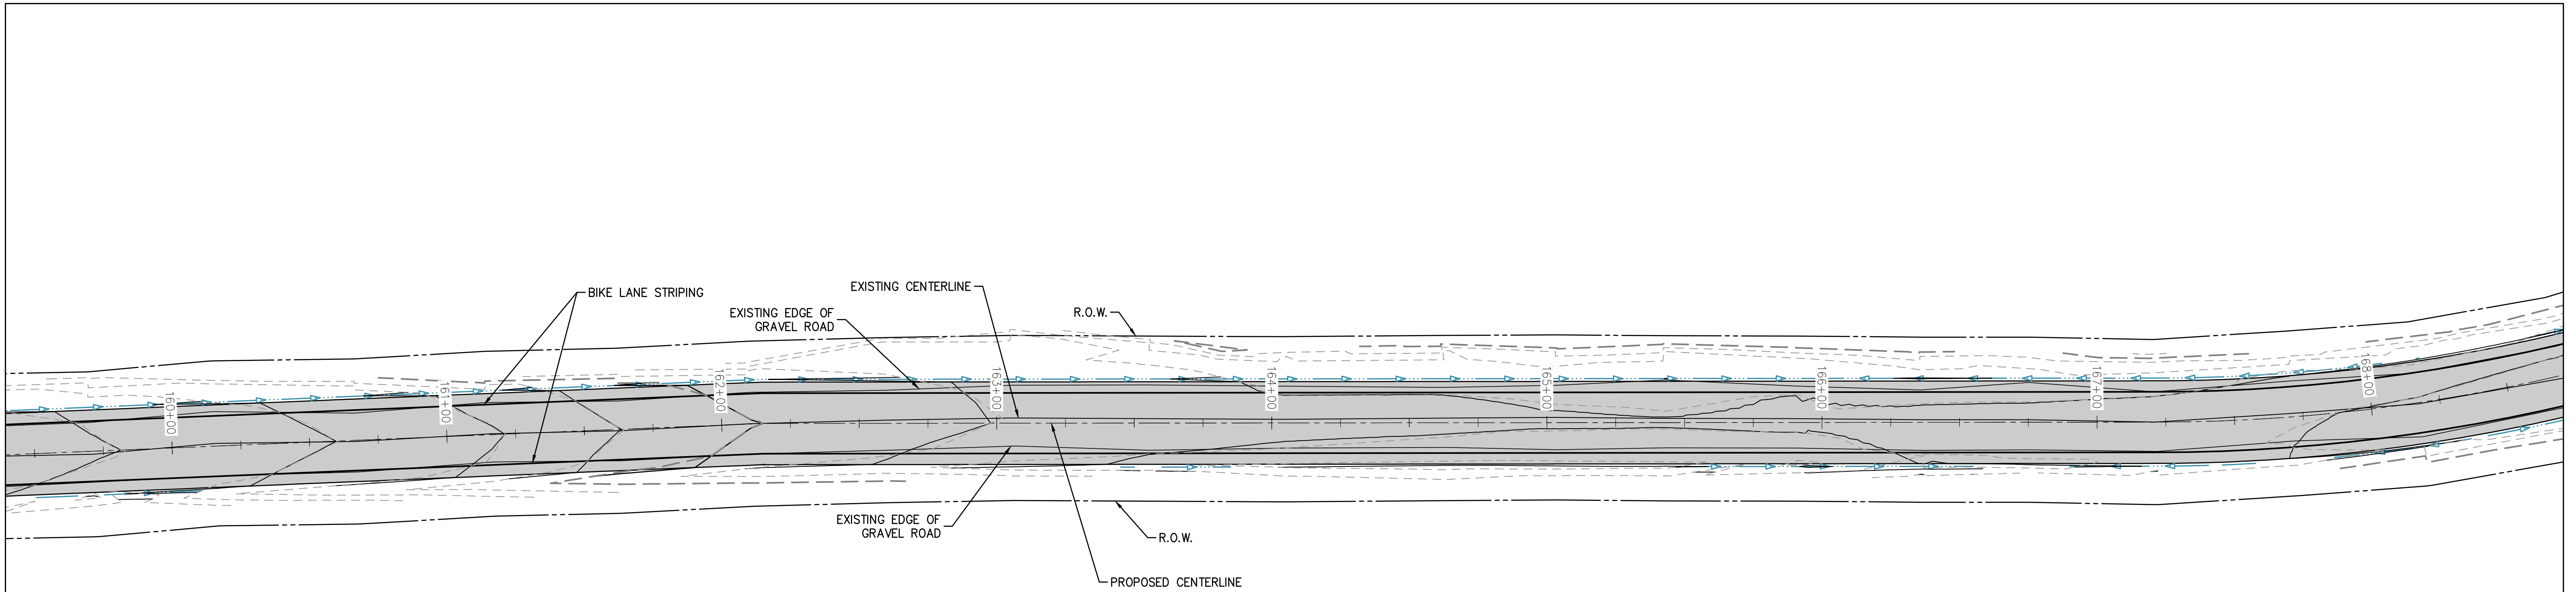 BIKE LANE STRIPING
EXISTING CENTERLINE
EXISTING EDGE OF
GRAVEL ROAD
R.O.W.
160+00
161+00
162+00
163+00
164+00
165+00
166+00
167+00
168+00
EXISTING EDGE OF
GRAVEL ROAD
R.O.W.
PROPOSED CENTERLINE